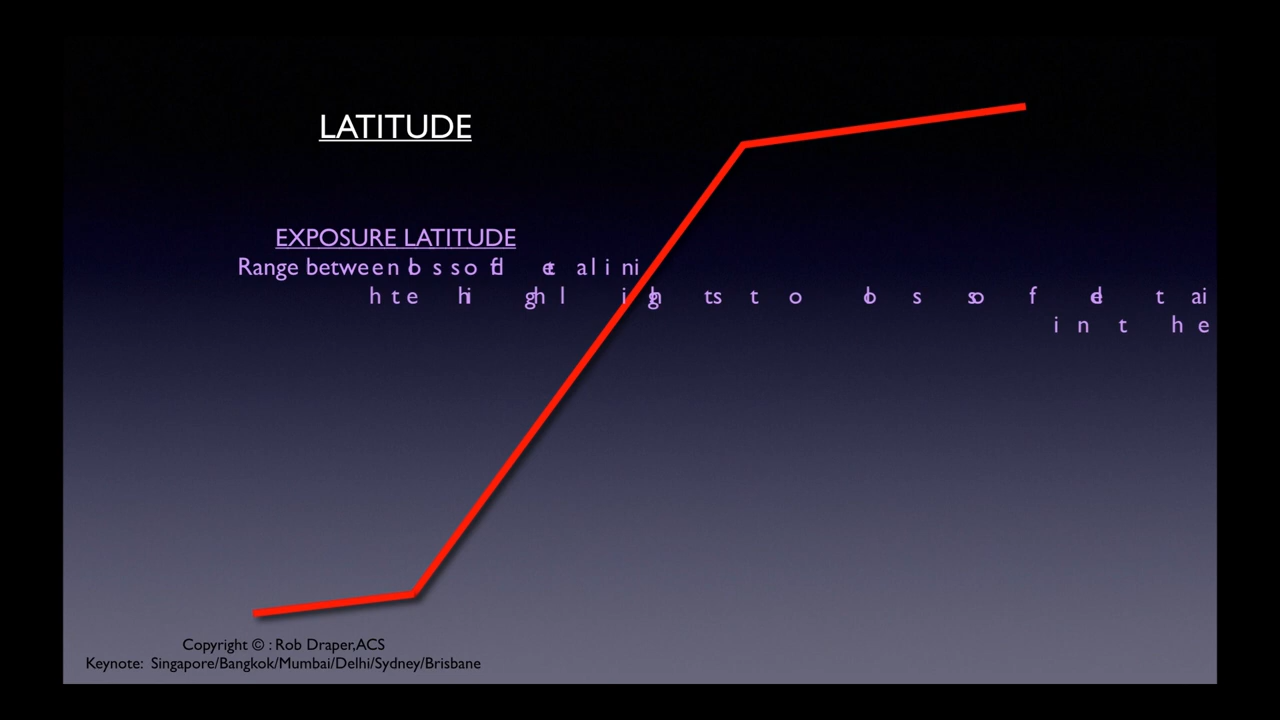 LATITUDE
EXPOSURE LATITUDE
Range between loss of detail in
the highlights to loss of detai
in the
Copyright © : Rob Draper,ACS
Keynote: Singapore/Bangkok/Mumbai/Delhi/Sydney/Brisbane